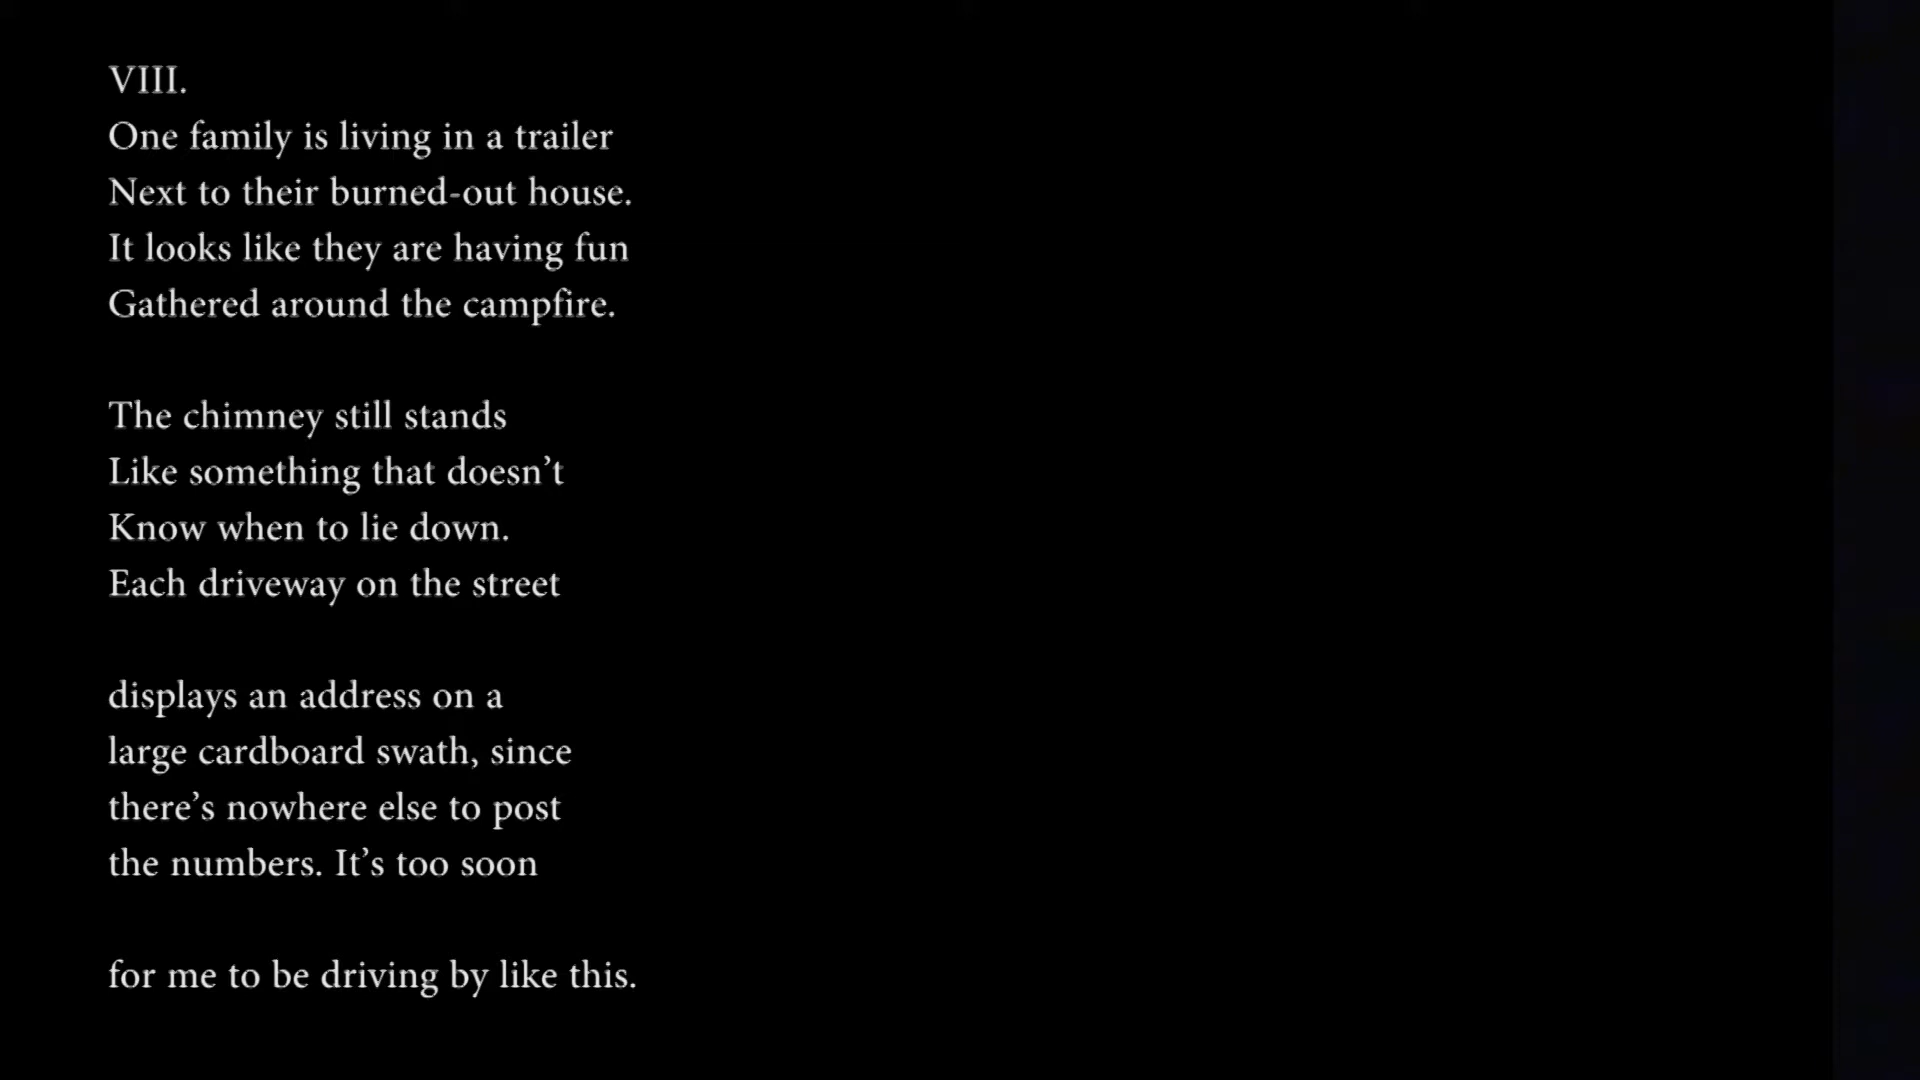 VIII.
One family is living in a trailer
Next to their burned-out house.
It looks like they are having fun
Gathered around the campfire.
The chimney still stands
Like something that doesn’t
Know when to lie down.
Each driveway on the street
displays an address on a
large cardboard swath, since
there’s nowhere else to post
the numbers. It’s too soon
for me to be driving by like this.